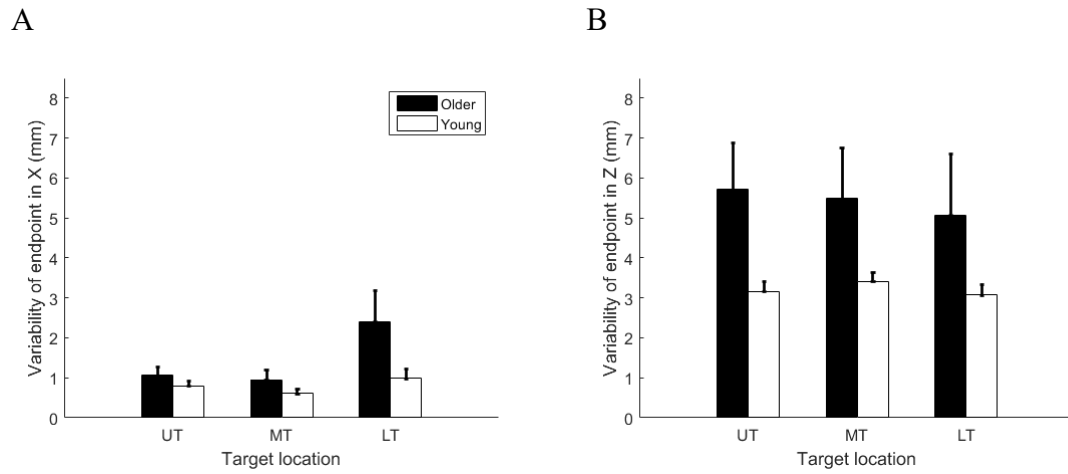 A
Variability of endpoint in X (mm)
8
7
6
5
4
3
2
1
0
Older
Young
UT MT LT
Target location
B
Variability of endpoint in Z (mm)
8
7
6
5
4
3
2
1
0
UT MT LT
Target location